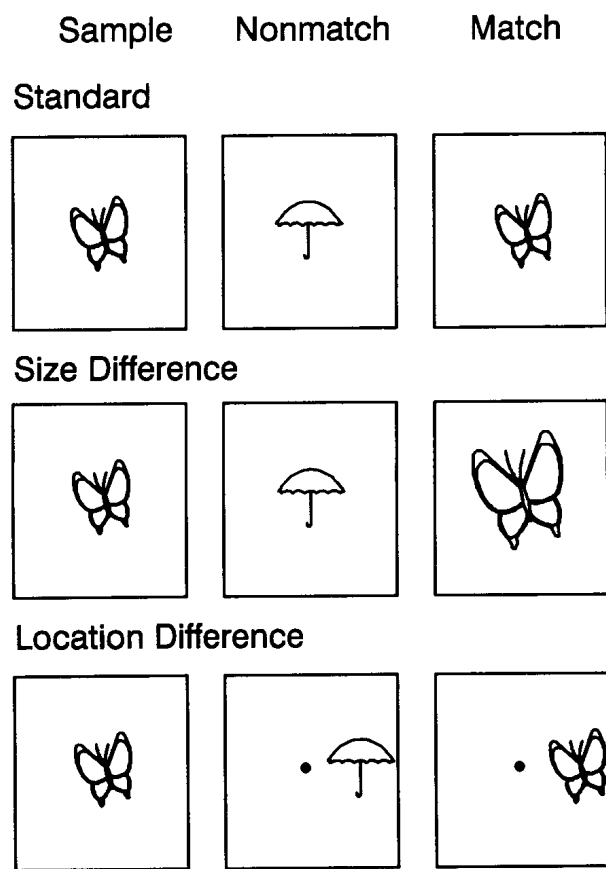 Sample Nonmatch Match
Standard
Size Difference
Location Difference